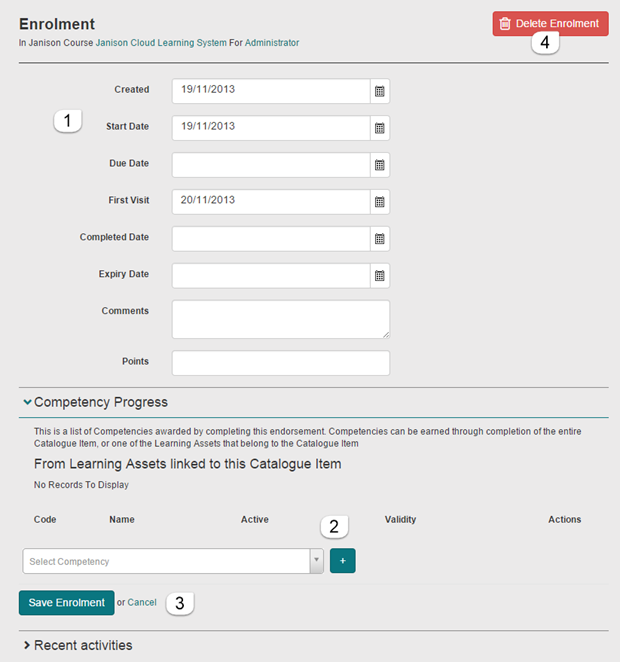 Enrolment
Delete Enrolment
In Janison Course Janison Cloud Learning System For Administrator
4
Created 19/11/2013
1
Start Date 19/11/2013
Due Date
First Visit 20/11/2013
Completed Date
Expiry Date
Comments
Points
Competency Progress
This is a list of Competencies awarded by completing this endorsement. Competencies can be earned through completion of the entire
Catalogue Item, or one of the Learning Assets that belong to the Catalogue Item
From Learning Assets linked to this Catalogue Item
No Records To Display
Code Name Active Validity Actions
2
Select Competency +
Save Enrolment or Cancel 3
Recent activities